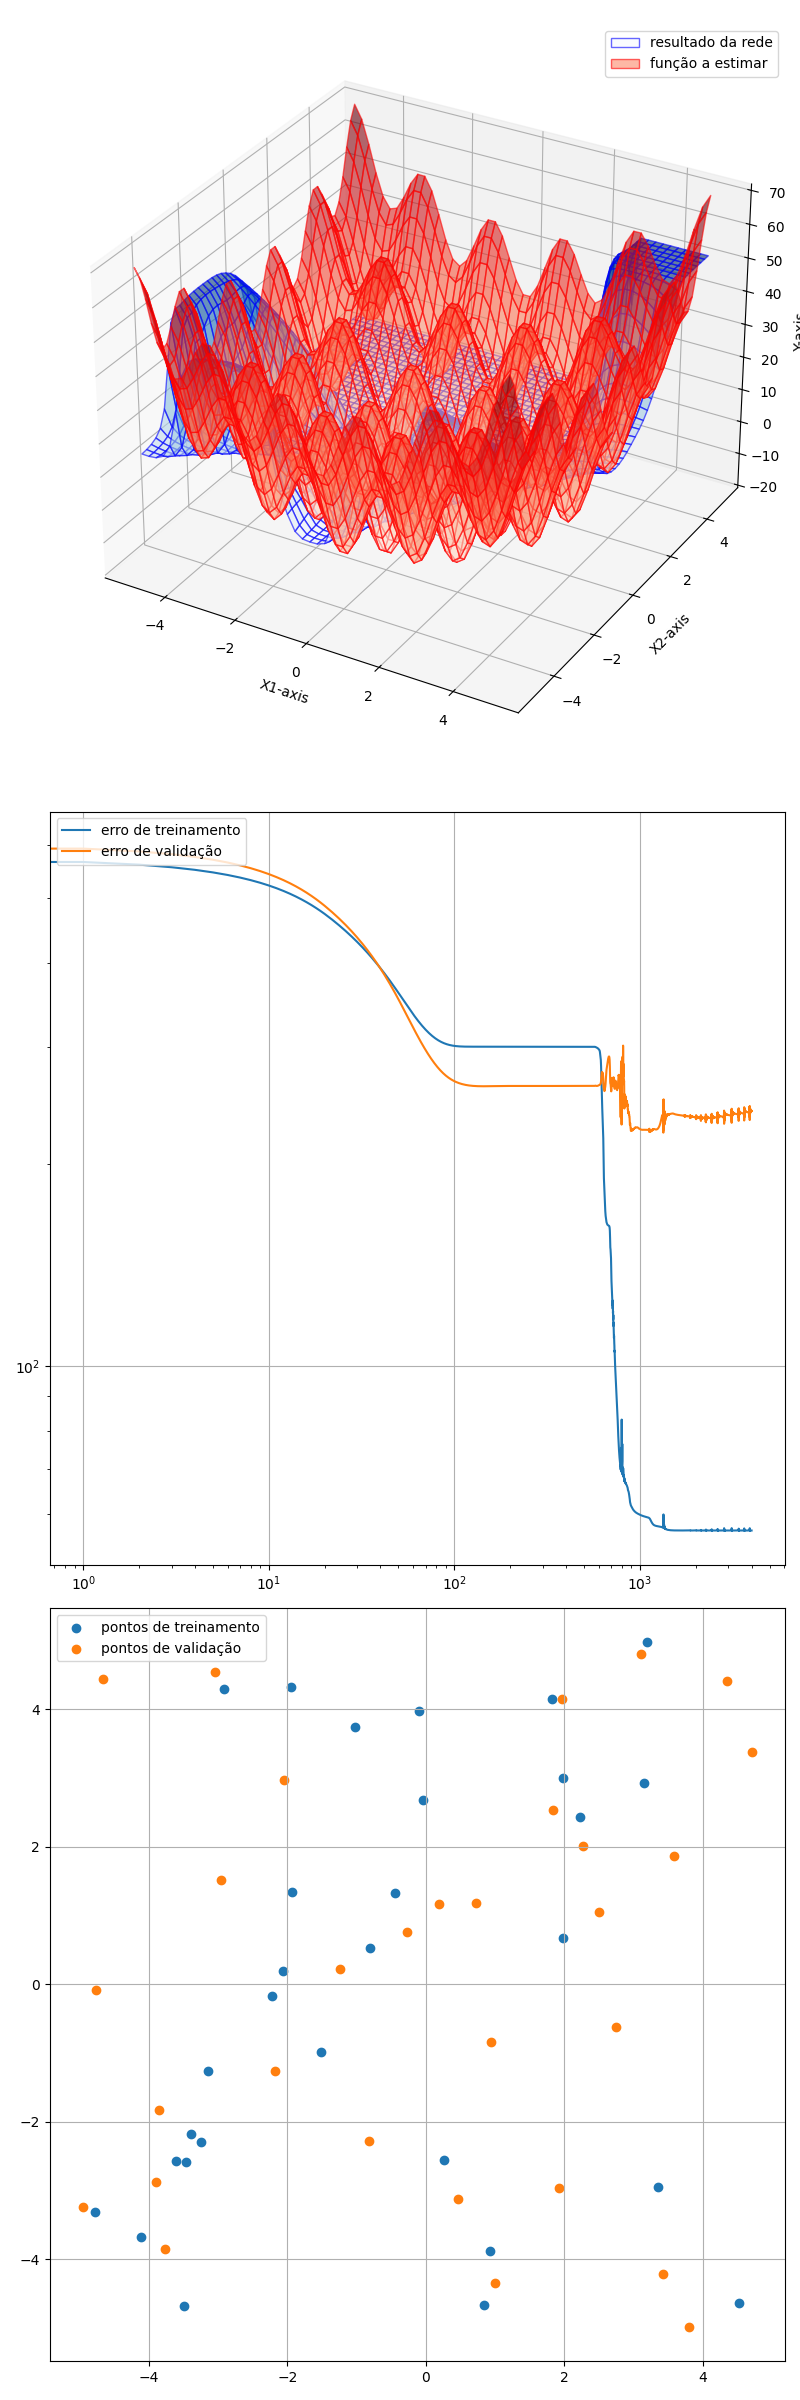 resultado da rede
função a estimar
70
60
50
40
30
20
10
0
−10
−20
Y-axis
4
2
0
−2
−4
X2-axis
−4
−2
0
2
4
X1-axis
erro de treinamento
erro de validação
10²
10⁰ 10¹ 10² 10³
pontos de treinamento
pontos de validação
4
2
0
−2
−4
−4 −2 0 2 4